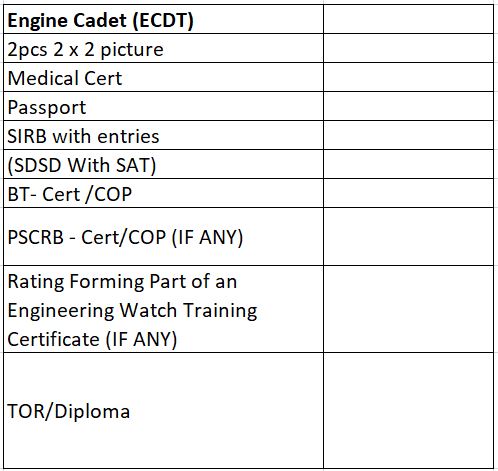 Engine Cadet (ECDT)
2pcs 2 x 2 picture
Medical Cert
Passport
SIRB with entries
(SDSD With SAT)
BT- Cert /COP
PSCRB - Cert/COP (IF ANY)
Rating Forming Part of an
Engineering Watch Training
Certificate (IF ANY)
TOR/Diploma